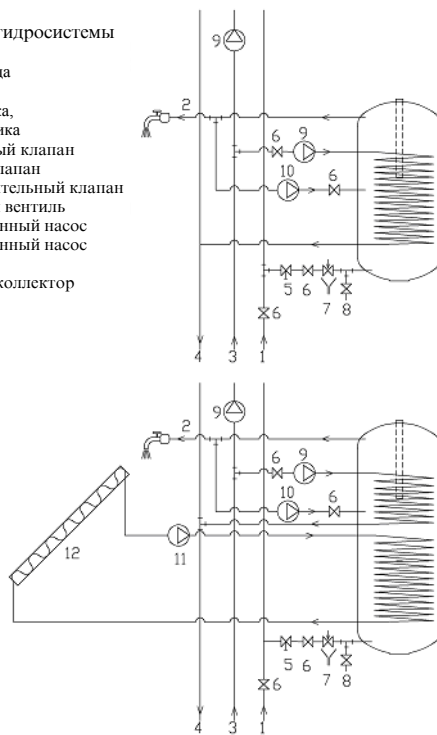 гидросистемы
да
ка,
ика
ый клапан
лапан
тельный клапан
вентиль
нный насос
нный насос
коллектор
9
2
6 9
10 6
5 6 7 8
6
4 3 1
9
2
6 9
10 6
12 11
5 6 7 8
6
4 3 1